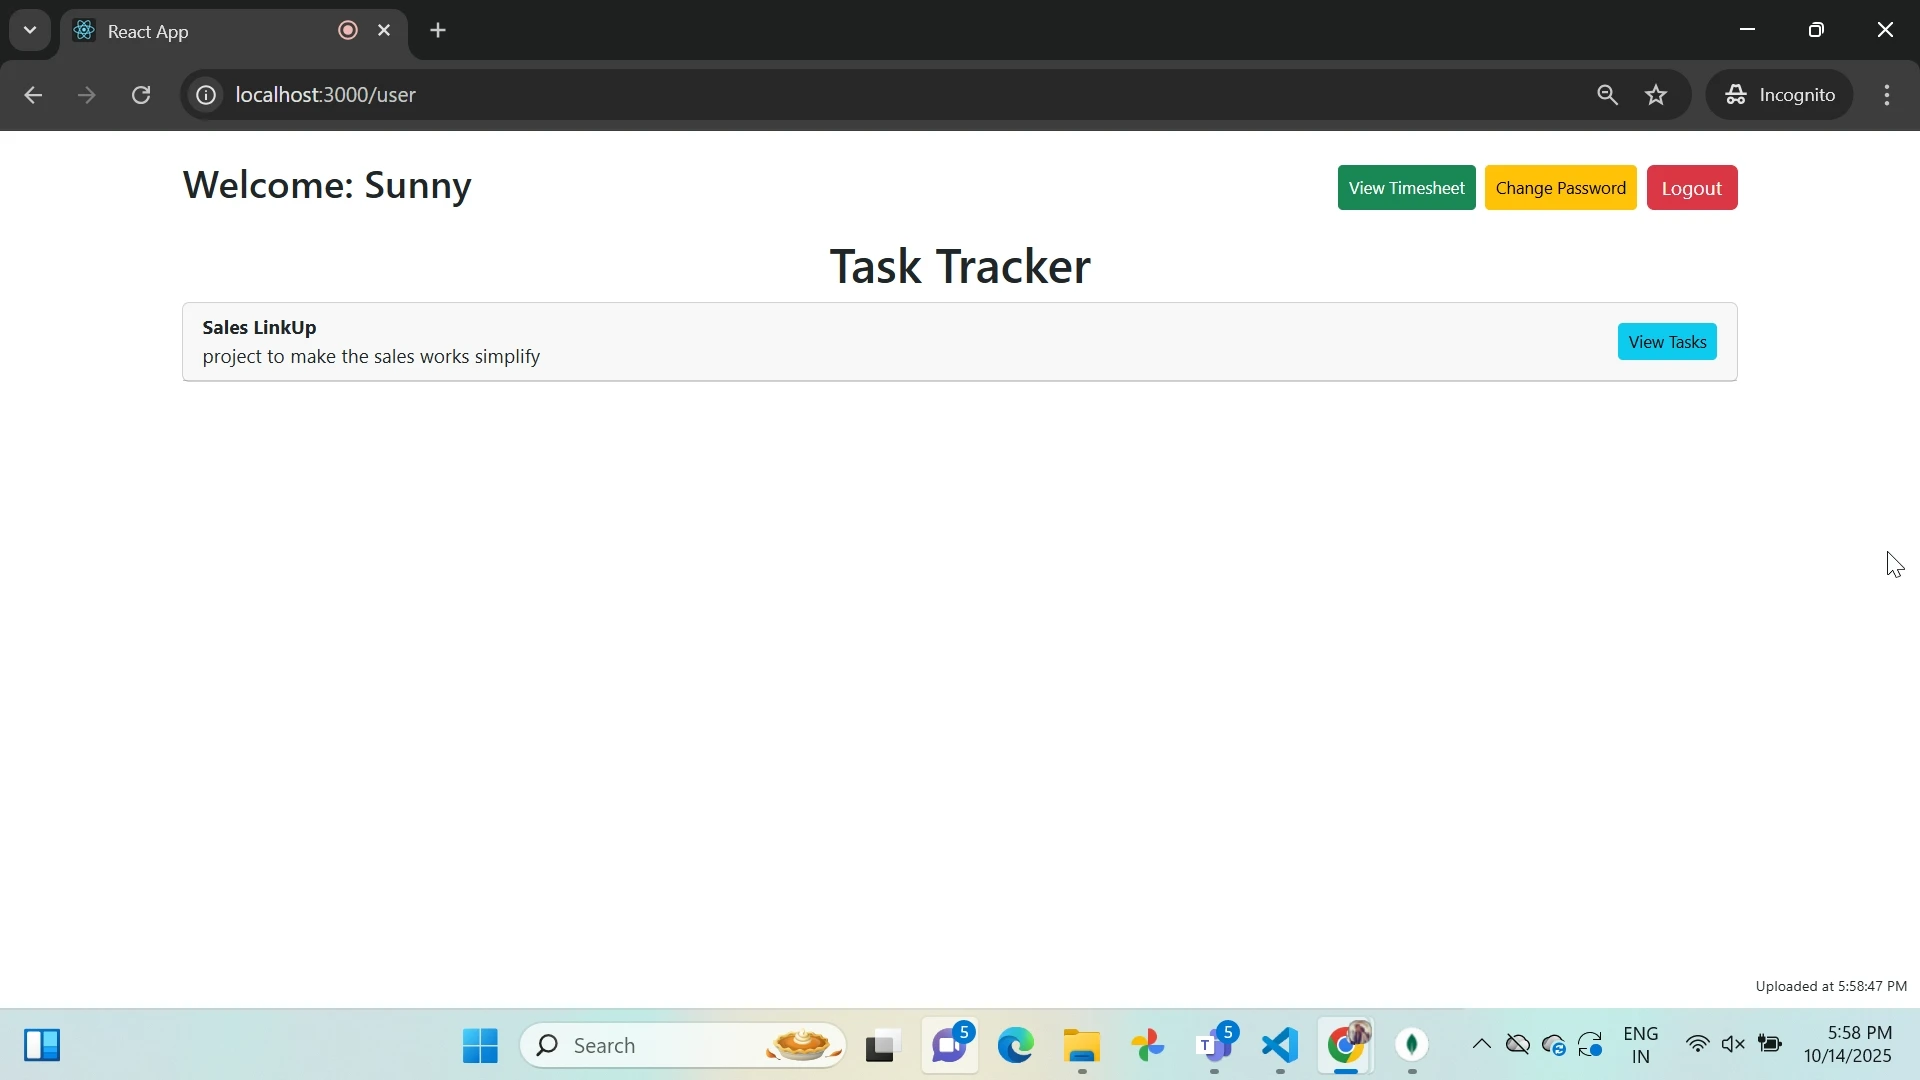 React App
localhost:3000/user
Incognito
Welcome: Sunny
View Timesheet
Change Password
Logout
Task Tracker
Sales LinkUp
project to make the sales works simplify
View Tasks
Uploaded at 5:58:47 PM
Search
5
T
5
ENG
IN
5:58 PM
10/14/2025